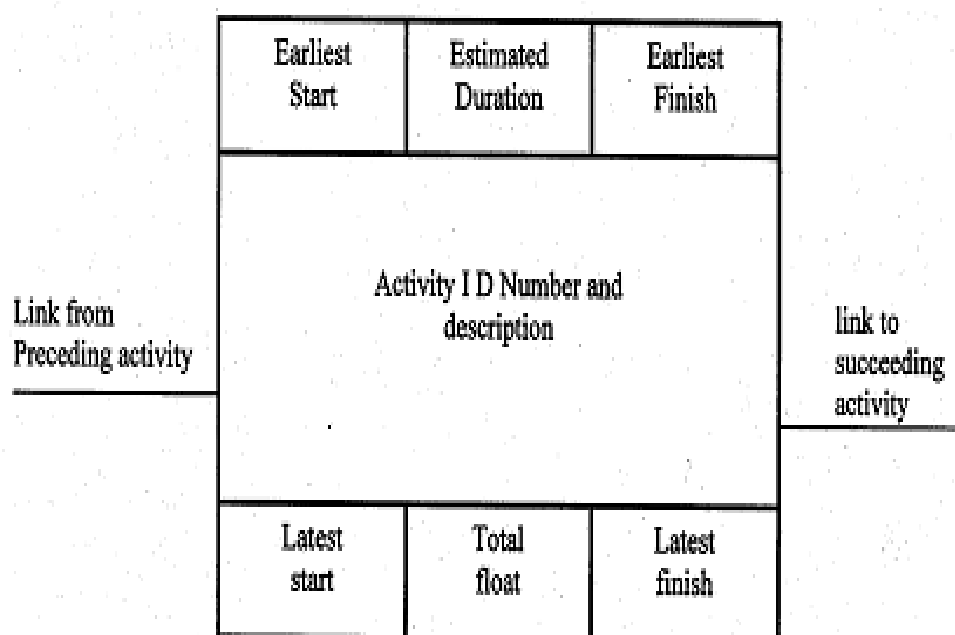 Earliest
Start
Estimated
Duration
Earliest
Finish
Activity I D Number and
description
Link from
Preceding activity
link to
succeeding
activity
Latest
start
Total
float
Latest
finish